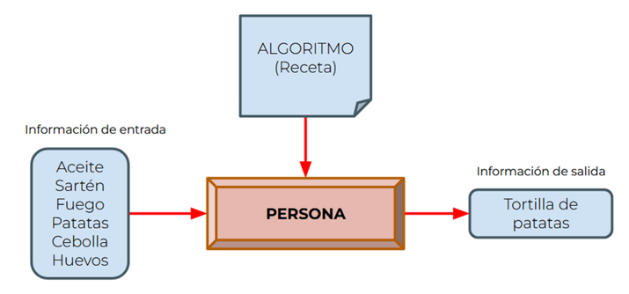 ALGORITMO
(Receta)
Información de entrada
Aceite
Sartén
Fuego
Patatas
Cebolla
Huevos
PERSONA
Información de salida
Tortilla de
patatas